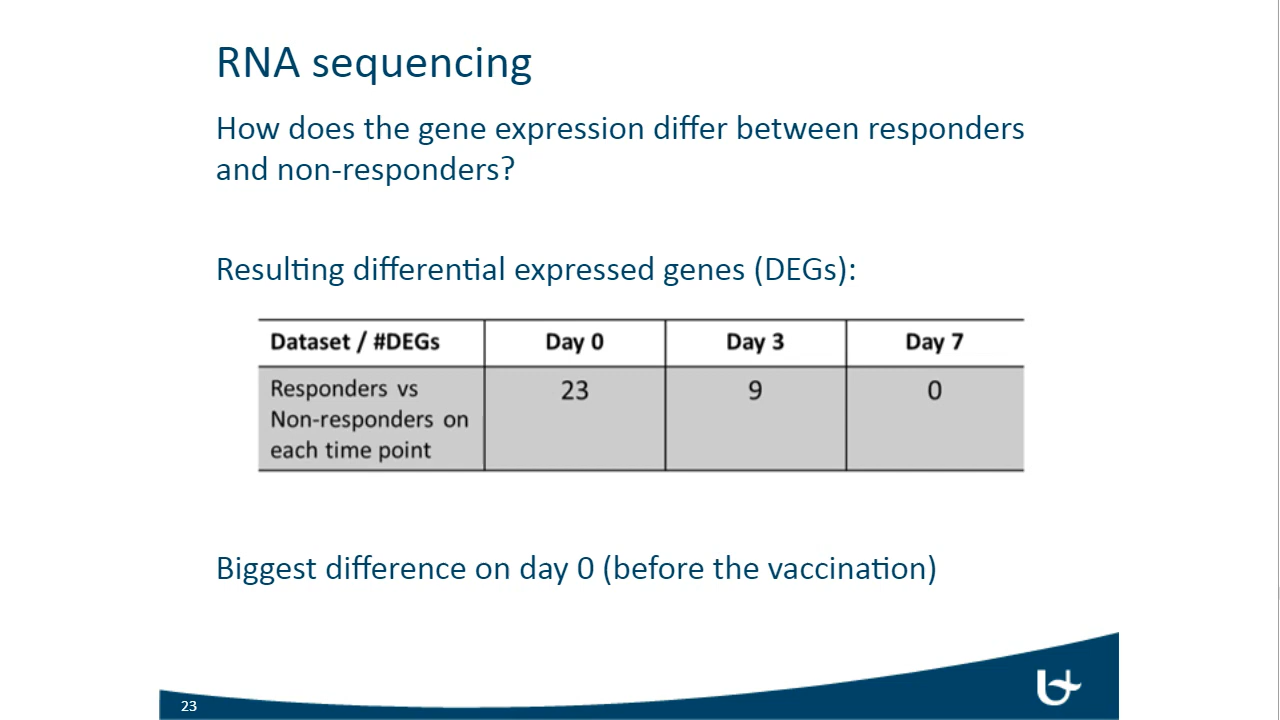 RNA sequencing
How does the gene expression differ between responders
and non-responders?
Resulting differential expressed genes (DEGs):
Dataset / #DEGs Day 0 Day 3 Day 7
Responders vs 23 9 0
Non-responders on
each time point
Biggest difference on day 0 (before the vaccination)
23